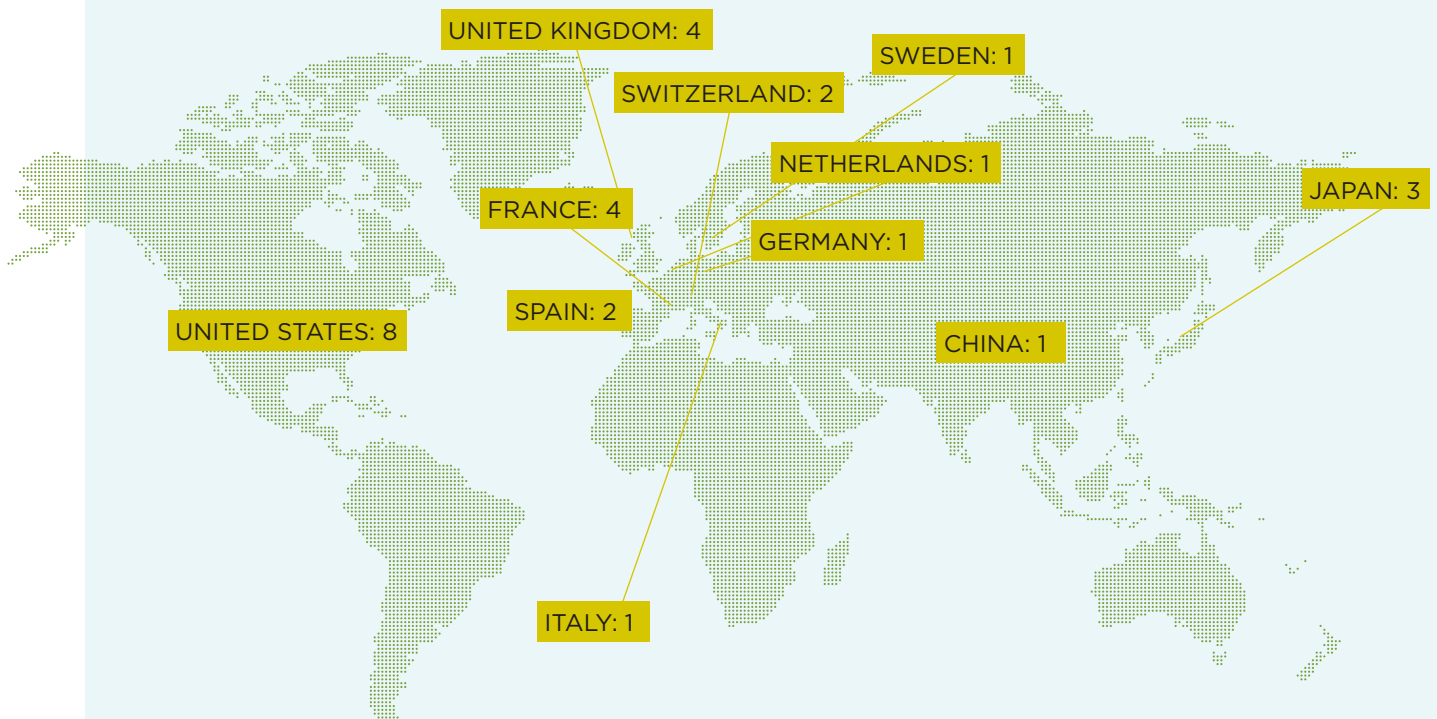 UNITED KINGDOM: 4
SWEDEN: 1
SWITZERLAND: 2
NETHERLANDS: 1
JAPAN: 3
FRANCE: 4
GERMANY: 1
SPAIN: 2
UNITED STATES: 8
CHINA: 1
ITALY: 1